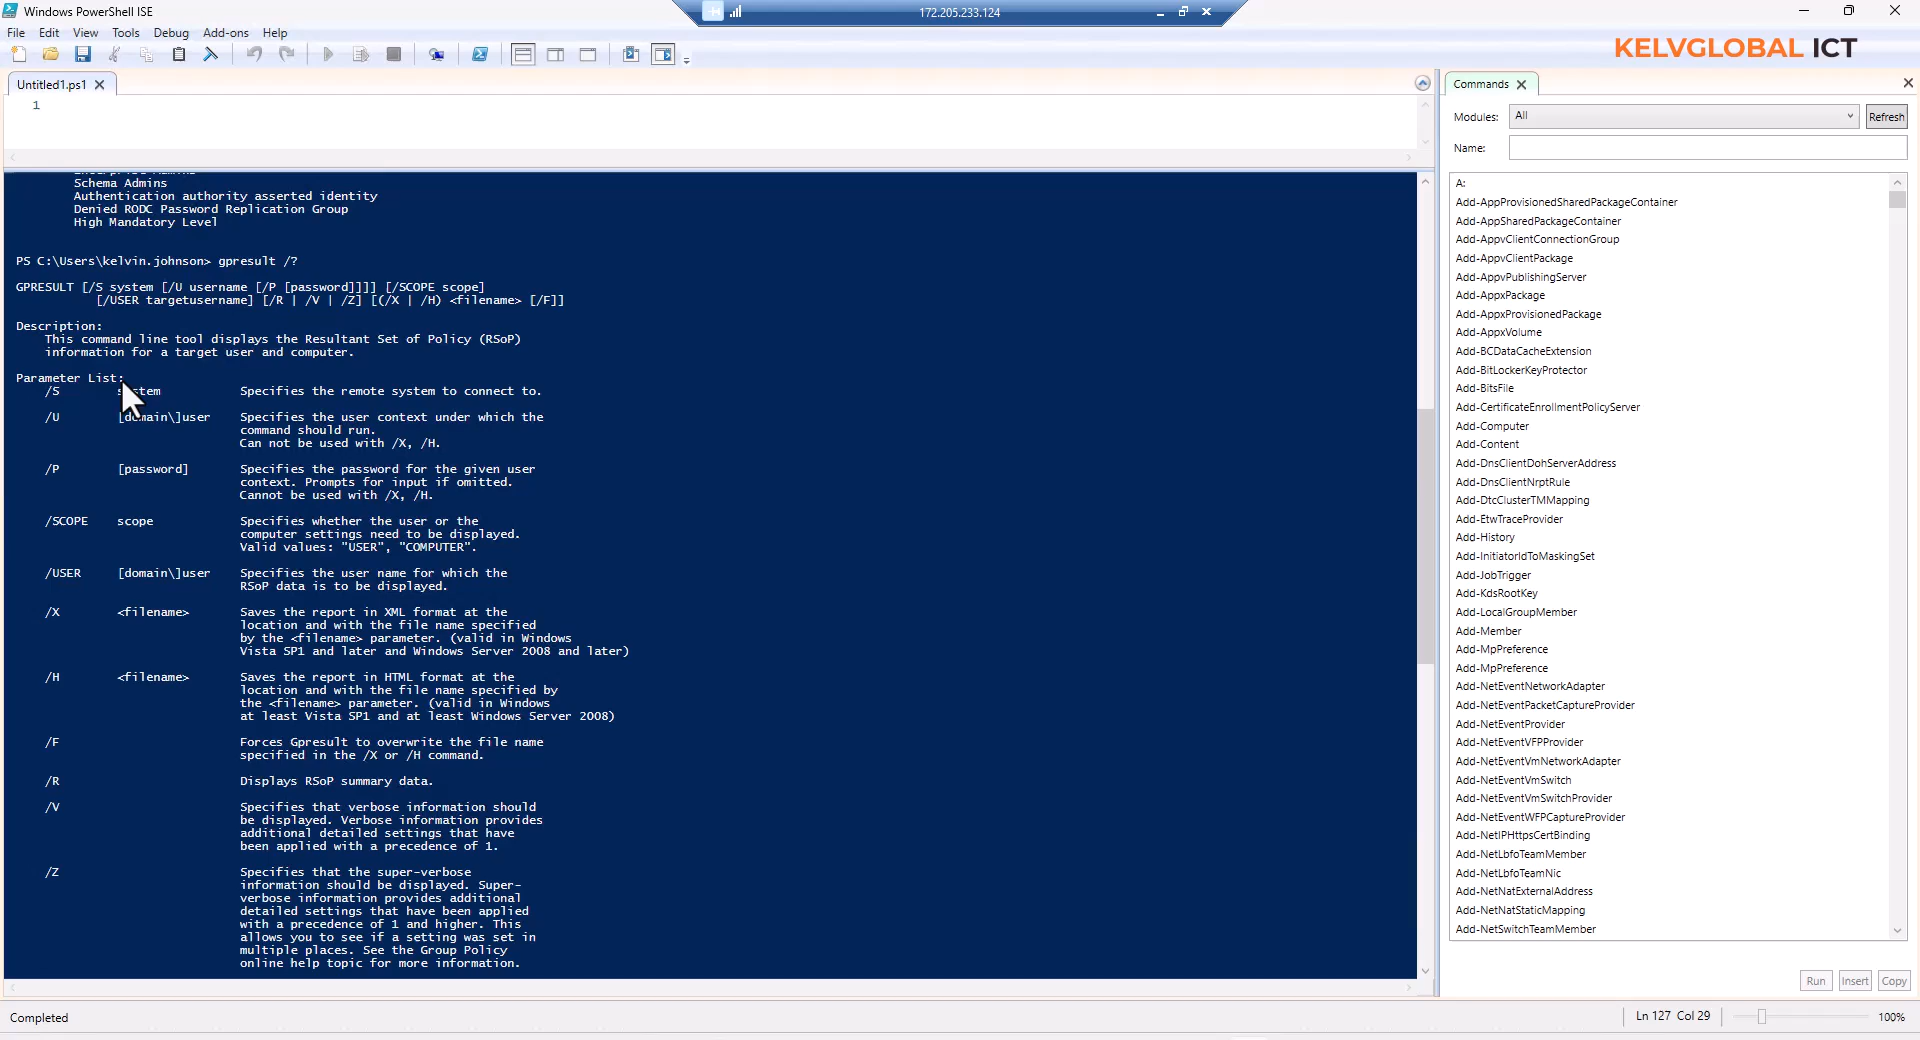 Windows PowerShell ISE
172.205.233.124
File Edit View Tools Debug Add-ons Help
KELVGLOBAL ICT
Untitled1.ps1
1
Schema Admins
Authentication authority asserted identity
Denied RODC Password Replication Group
High Mandatory Level
PS C:\Users\kelvin.johnson> gpresult /?
GPRESULT [/S system [/U username [/P [password]]]] [/SCOPE scope]
[/USER targetusername] [/R | /V | /Z] [(/X | /H) <filename> [/F]]
Description:
This command line tool displays the Resultant Set of Policy (RSoP)
information for a target user and computer.
Parameter List:
/S system Specifies the remote system to connect to.
/U [domain\]user Specifies the user context under which the
command should run.
Can not be used with /X, /H.
/P [password] Specifies the password for the given user
context. Prompts for input if omitted.
Cannot be used with /X, /H.
/SCOPE scope Specifies whether the user or the
computer settings need to be displayed.
Valid values: "USER", "COMPUTER".
/USER [domain\]user Specifies the user name for which the
RSoP data is to be displayed.
/X <filename> Saves the report in XML format at the
location and with the file name specified
by the <filename> parameter. (valid in Windows
Vista SP1 and later and Windows Server 2008 and later)
/H <filename> Saves the report in HTML format at the
location and with the file name specified by
the <filename> parameter. (valid in Windows
at least Vista SP1 and at least Windows Server 2008)
/F Forces Gpresult to overwrite the file name
specified in the /X or /H command.
/R Displays RSoP summary data.
/V Specifies that verbose information should
be displayed. Verbose information provides
additional detailed settings that have
been applied with a precedence of 1.
/Z Specifies that the super-verbose
information should be displayed. Super-
verbose information provides additional
detailed settings that have been applied
with a precedence of 1 and higher. This
allows you to see if a setting was set in
multiple places. See the Group Policy
online help topic for more information.
Commands
Modules: All Refresh
Name:
A:
Add-AppProvisionedSharedPackageContainer
Add-AppSharedPackageContainer
Add-AppvClientConnectionGroup
Add-AppvClientPackage
Add-AppvPublishingServer
Add-AppxPackage
Add-AppxProvisionedPackage
Add-AppxVolume
Add-BCDataCacheExtension
Add-BitLockerKeyProtector
Add-BitsFile
Add-CertificateEnrollmentPolicyServer
Add-Computer
Add-Content
Add-DnsClientDohServerAddress
Add-DnsClientNrptRule
Add-DtcClusterTMMapping
Add-EtwTraceProvider
Add-History
Add-InitiatorIdToMaskingSet
Add-JobTrigger
Add-KdsRootKey
Add-LocalGroupMember
Add-Member
Add-MpPreference
Add-MpPreference
Add-NetEventNetworkAdapter
Add-NetEventPacketCaptureProvider
Add-NetEventProvider
Add-NetEventVFPProvider
Add-NetEventVmNetworkAdapter
Add-NetEventVmSwitch
Add-NetEventVmSwitchProvider
Add-NetEventWFPCaptureProvider
Add-NetIPHttpsCertBinding
Add-NetLbfoTeamMember
Add-NetLbfoTeamNic
Add-NetNatExternalAddress
Add-NetNatStaticMapping
Add-NetSwitchTeamMember
Run Insert Copy
Completed
Ln 127 Col 29
100%